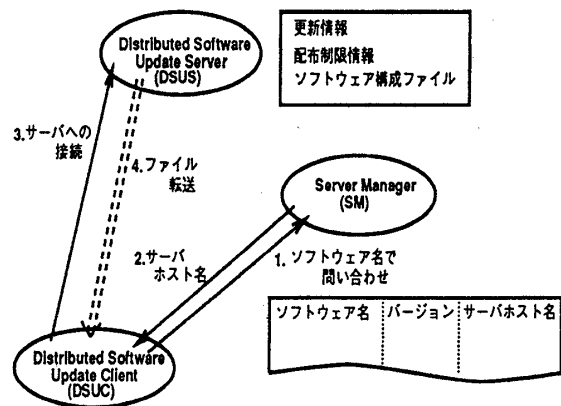 Distributed Software
Update Server
(DSUS)
更新情報
配布制限情報
ソフトウェア構成ファイル
3.サーバへの
接続
4.ファイル
転送
Server Manager
(SM)
2.サーバ
ホスト名
1. ソフトウェア名で
問い合わせ
ソフトウェア名 バージョン サーバホスト名
Distributed Software
Update Client
(DSUC)